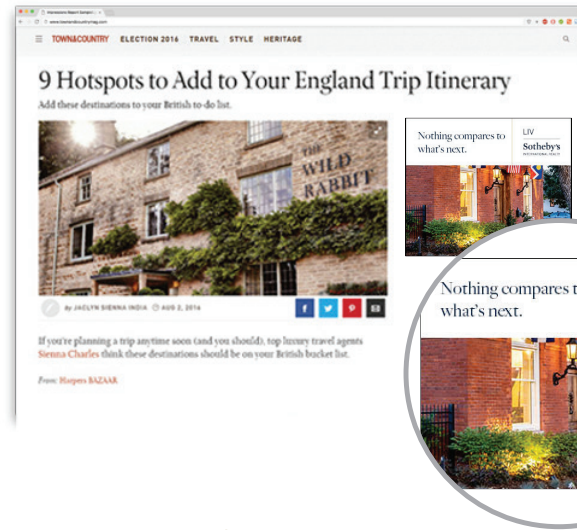 www.townandcountrymag.com
TOWN&COUNTRY ELECTION 2016 TRAVEL STYLE HERITAGE
9 Hotspots to Add to Your England Trip Itinerary
Add these destinations to your British to-do list.
THE
WILD
RABBIT
By JACLYN SIENNA INDIA AUG 2, 2016
If you're planning a trip anytime soon (and you should), top luxury travel agents
Sienna Charles think these destinations should be on your British bucket list.
From: Harpers BAZAAR
Nothing compares to
what's next.
LIV
Sotheby's
Nothing compares t
what's next.